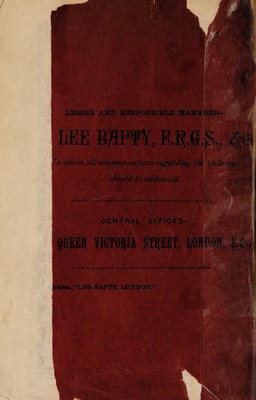 LESSEE AND RESPONSIBLE MANAGER—
LEE BAPTY, F.R.G.S., &c
To whom all communications regarding the
should be addressed.
CENTRAL OFFICES—
QUEEN VICTORIA STREET, LONDON, E.C.
"LEE BAPTY, LONDON."